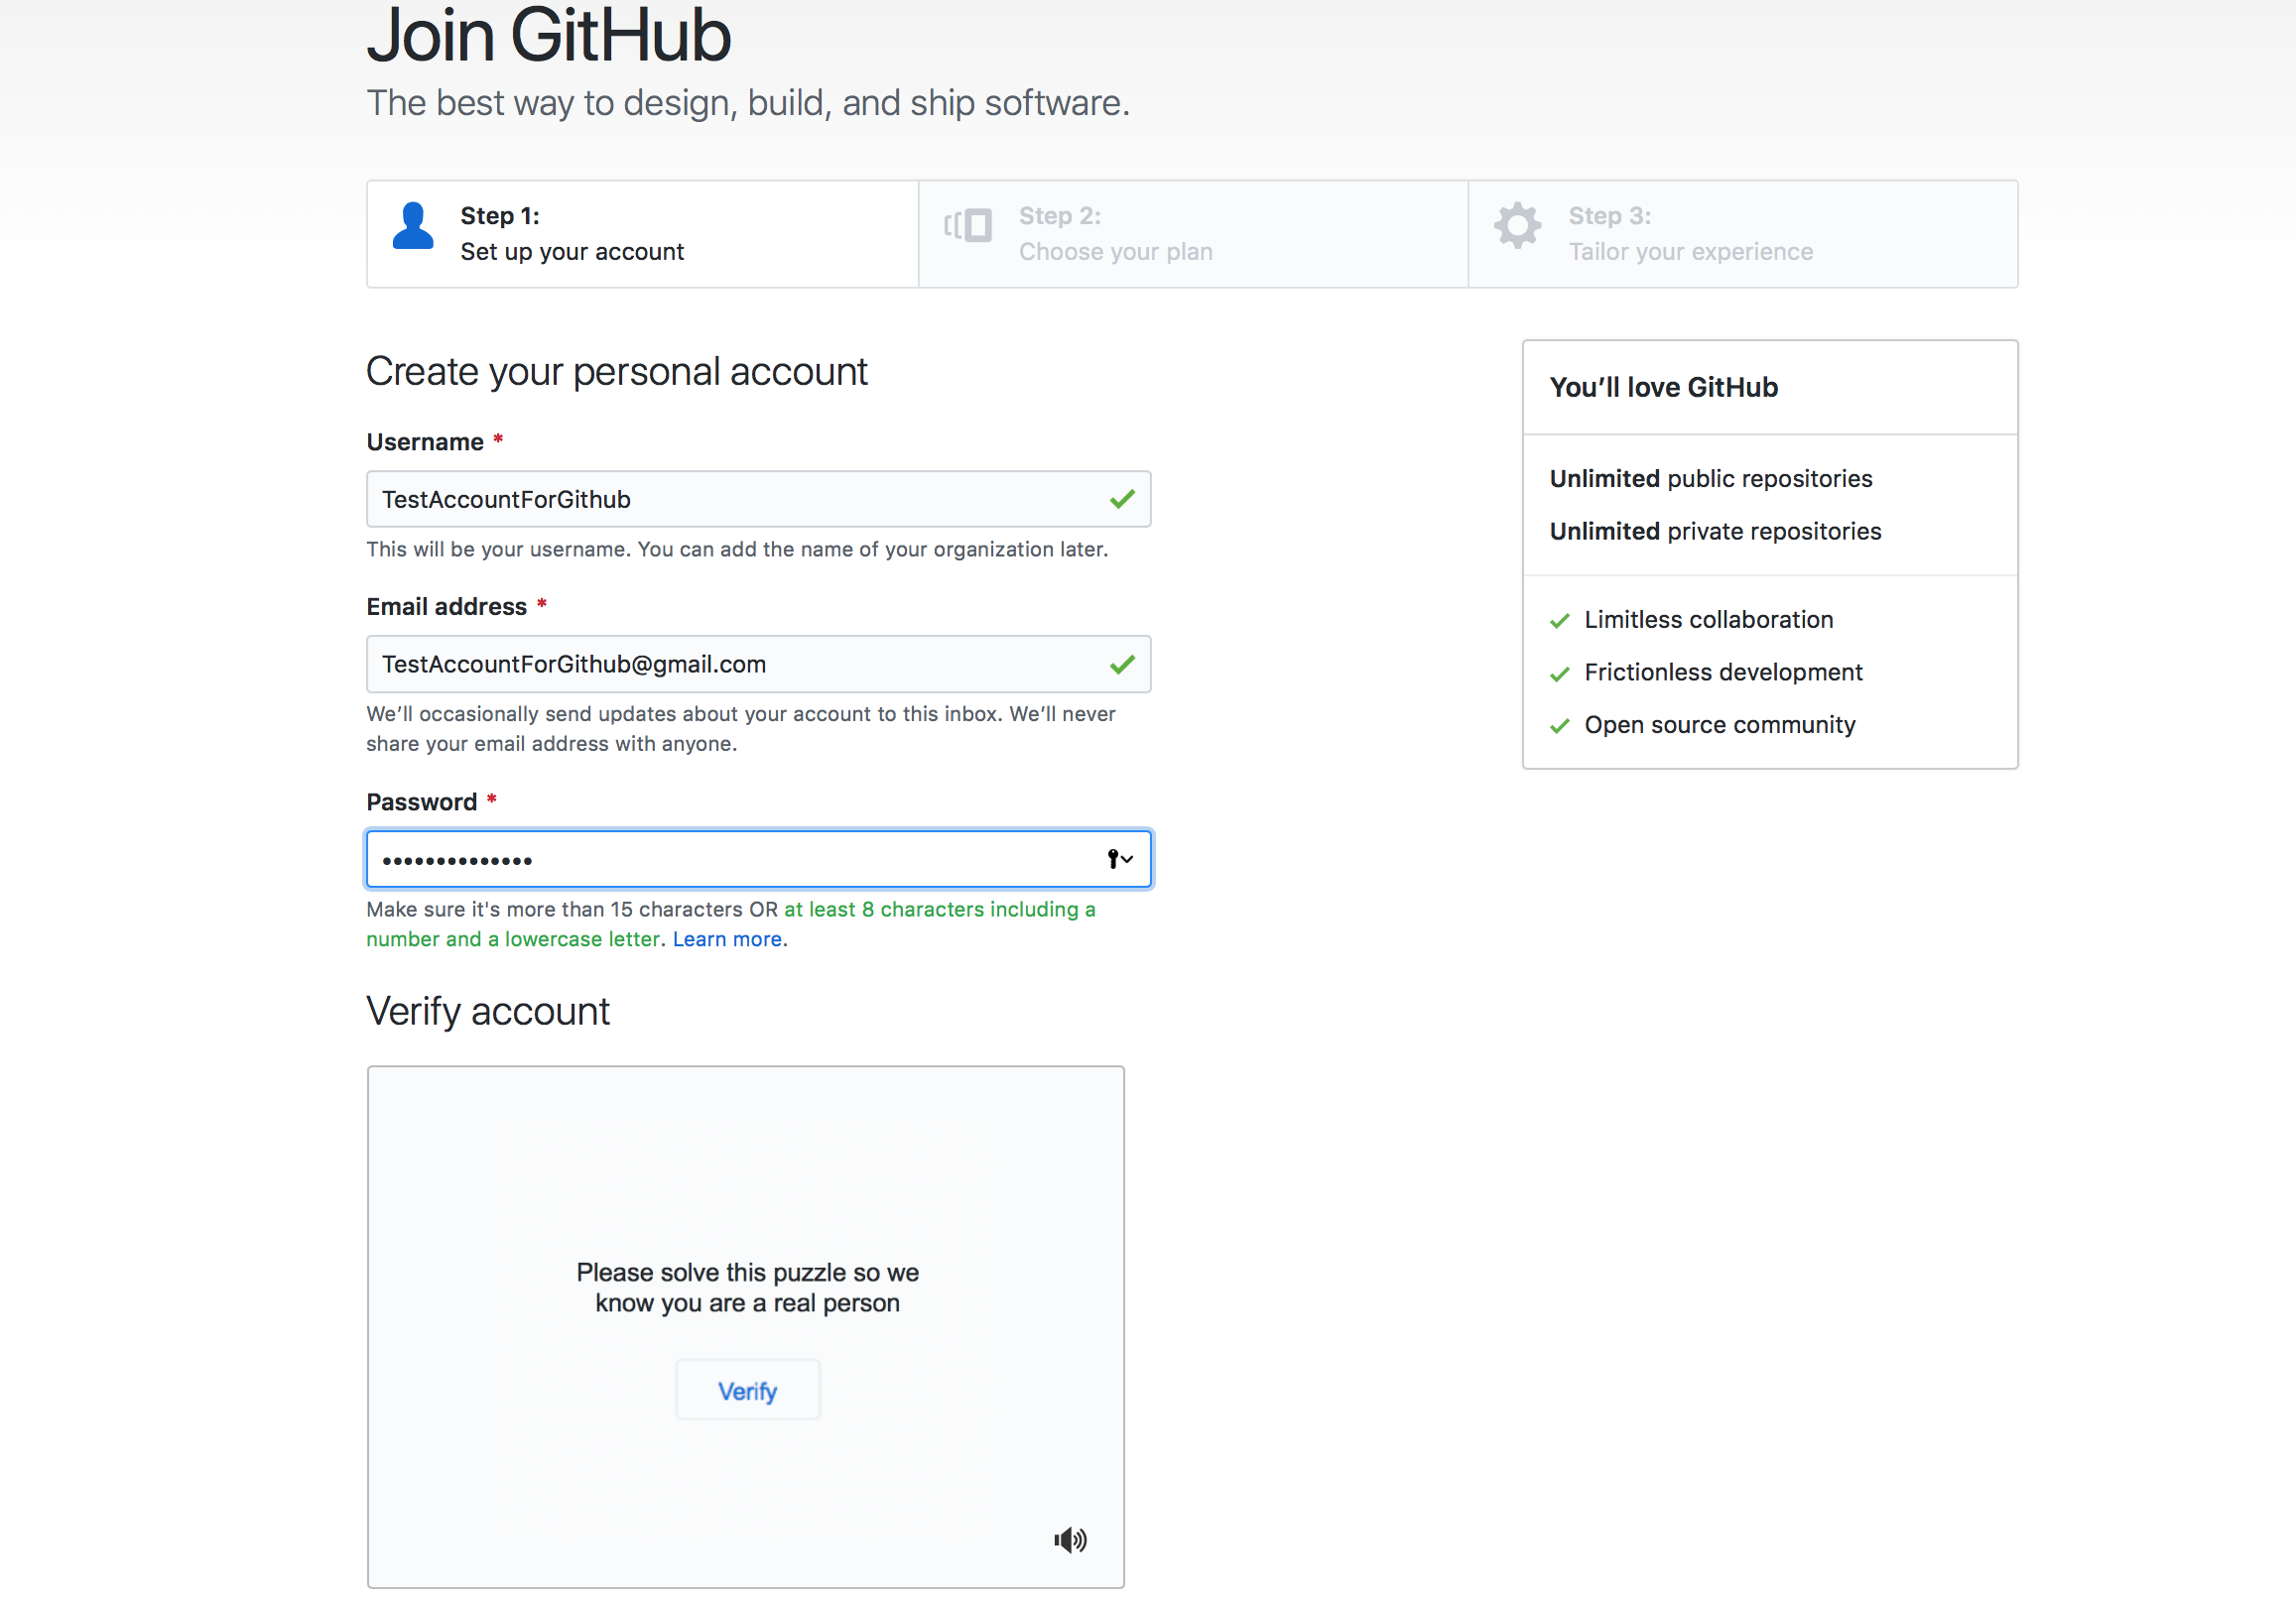 Join GitHub
The best way to design, build, and ship software.
Step 1:
Set up your account
Step 2:
Choose your plan
Step 3:
Tailor your experience
Create your personal account
Username *
TestAccountForGithub
This will be your username. You can add the name of your organization later.
Email address *
TestAccountForGithub@gmail.com
We’ll occasionally send updates about your account to this inbox. We’ll never
share your email address with anyone.
Password *
••••••••••••••
Make sure it's more than 15 characters OR at least 8 characters including a
number and a lowercase letter. Learn more.
Verify account
Please solve this puzzle so we
know you are a real person
Verify
You’ll love GitHub
Unlimited public repositories
Unlimited private repositories
Limitless collaboration
Frictionless development
Open source community